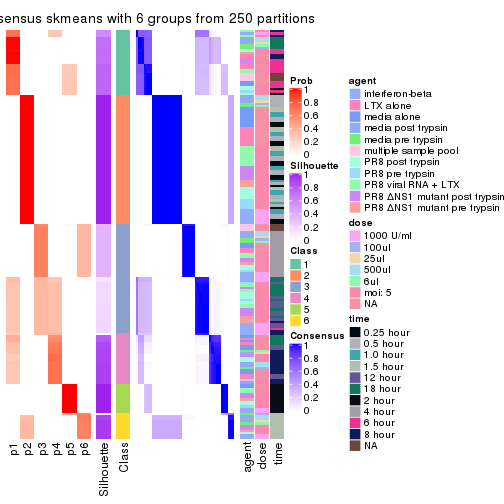 sensus skmeans with 6 groups from 250 partitions
p1
p2
p3
p4
p5
p6
Silhouette
Class
agent
dose
time
Prob
1
0.8
0.6
0.4
0.2
0
Silhouette
1
0.8
0.6
0.4
0.2
0
Class
1
2
3
4
5
6
Consensus
1
0.8
0.6
0.4
0.2
0
agent
interferon-beta
LTX alone
media alone
media post trypsin
media pre trypsin
multiple sample pool
PR8 post trypsin
PR8 pre trypsin
PR8 viral RNA + LTX
PR8 ΔNS1 mutant post trypsin
PR8 ΔNS1 mutant pre trypsin
dose
1000 U/ml
100ul
25ul
500ul
6ul
moi: 5
NA
time
0.25 hour
0.5 hour
1.0 hour
1.5 hour
12 hour
18 hour
2 hour
4 hour
6 hour
8 hour
NA